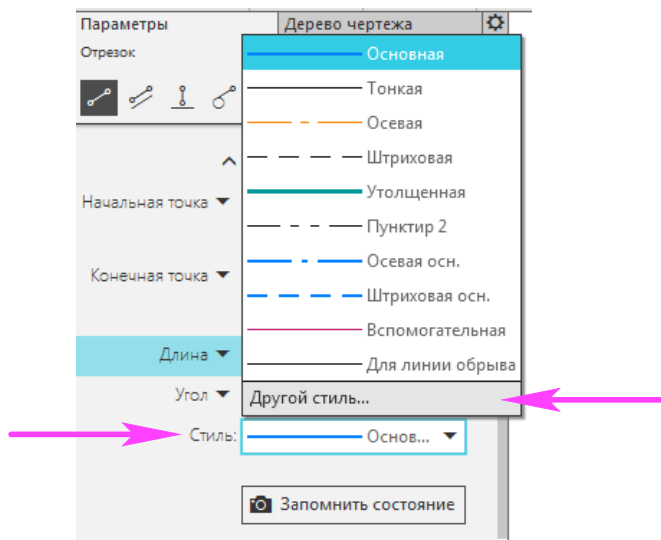 Параметры
Дерево чертежа
Отрезок
Основная
Тонкая
Осевая
Штриховая
Утолщенная
Начальная точка
Пунктир 2
Осевая осн.
Конечная точка
Штриховая осн.
Вспомогательная
Длина
Для линии обрыва
Угол
Другой стиль...
Стиль:
Основ...
Запомнить состояние